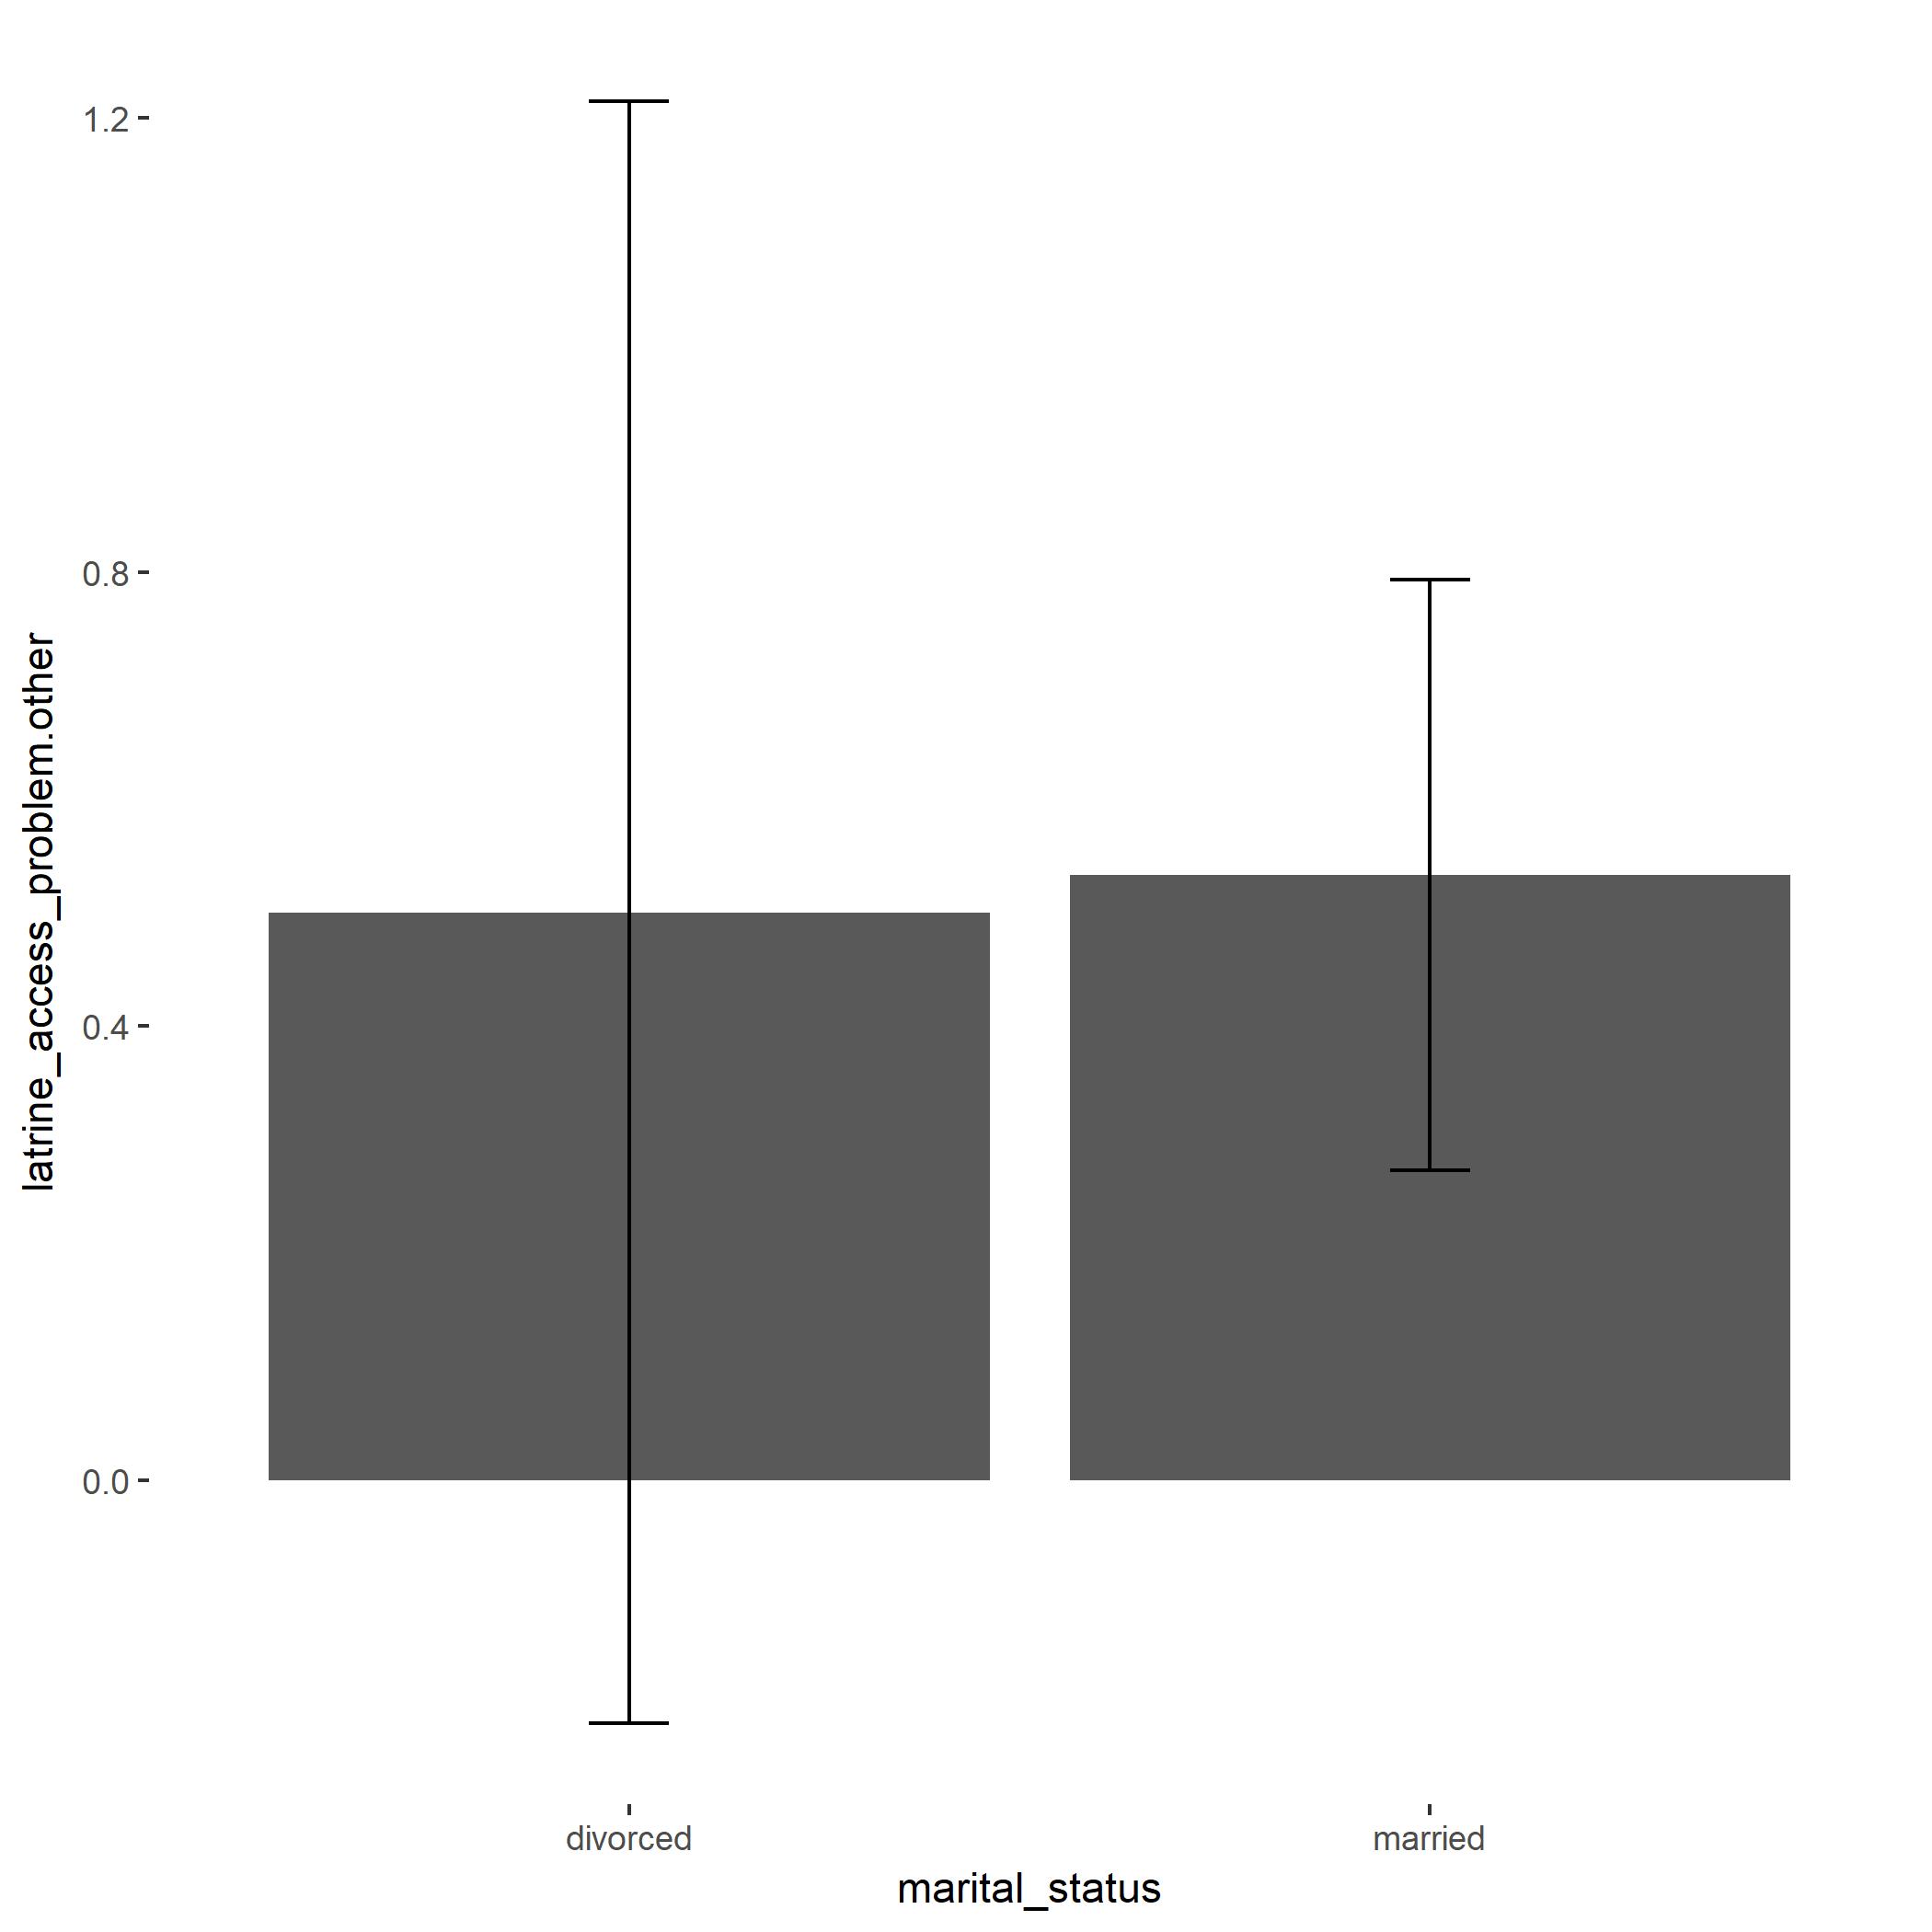 latrine_access_problem.other
1.2
0.8
0.4
0.0
divorced
married
marital_status